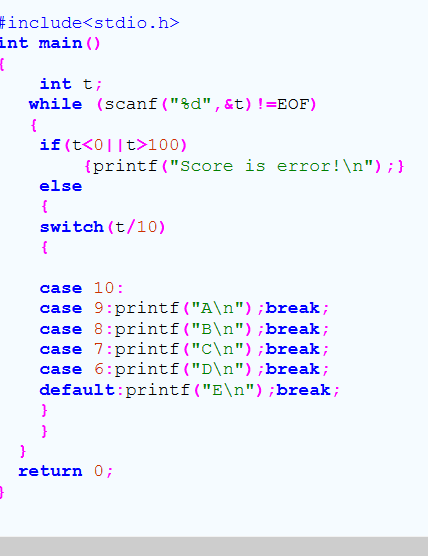 #include<stdio.h>
int main()
{
int t;
while (scanf("%d",&t)!=EOF)
{
if(t<0||t>100)
{printf("Score is error!\n");}
else
{
switch(t/10)
{
case 10:
case 9:printf("A\n");break;
case 8:printf("B\n");break;
case 7:printf("C\n");break;
case 6:printf("D\n");break;
default:printf("E\n");break;
}
}
}
return 0;
}